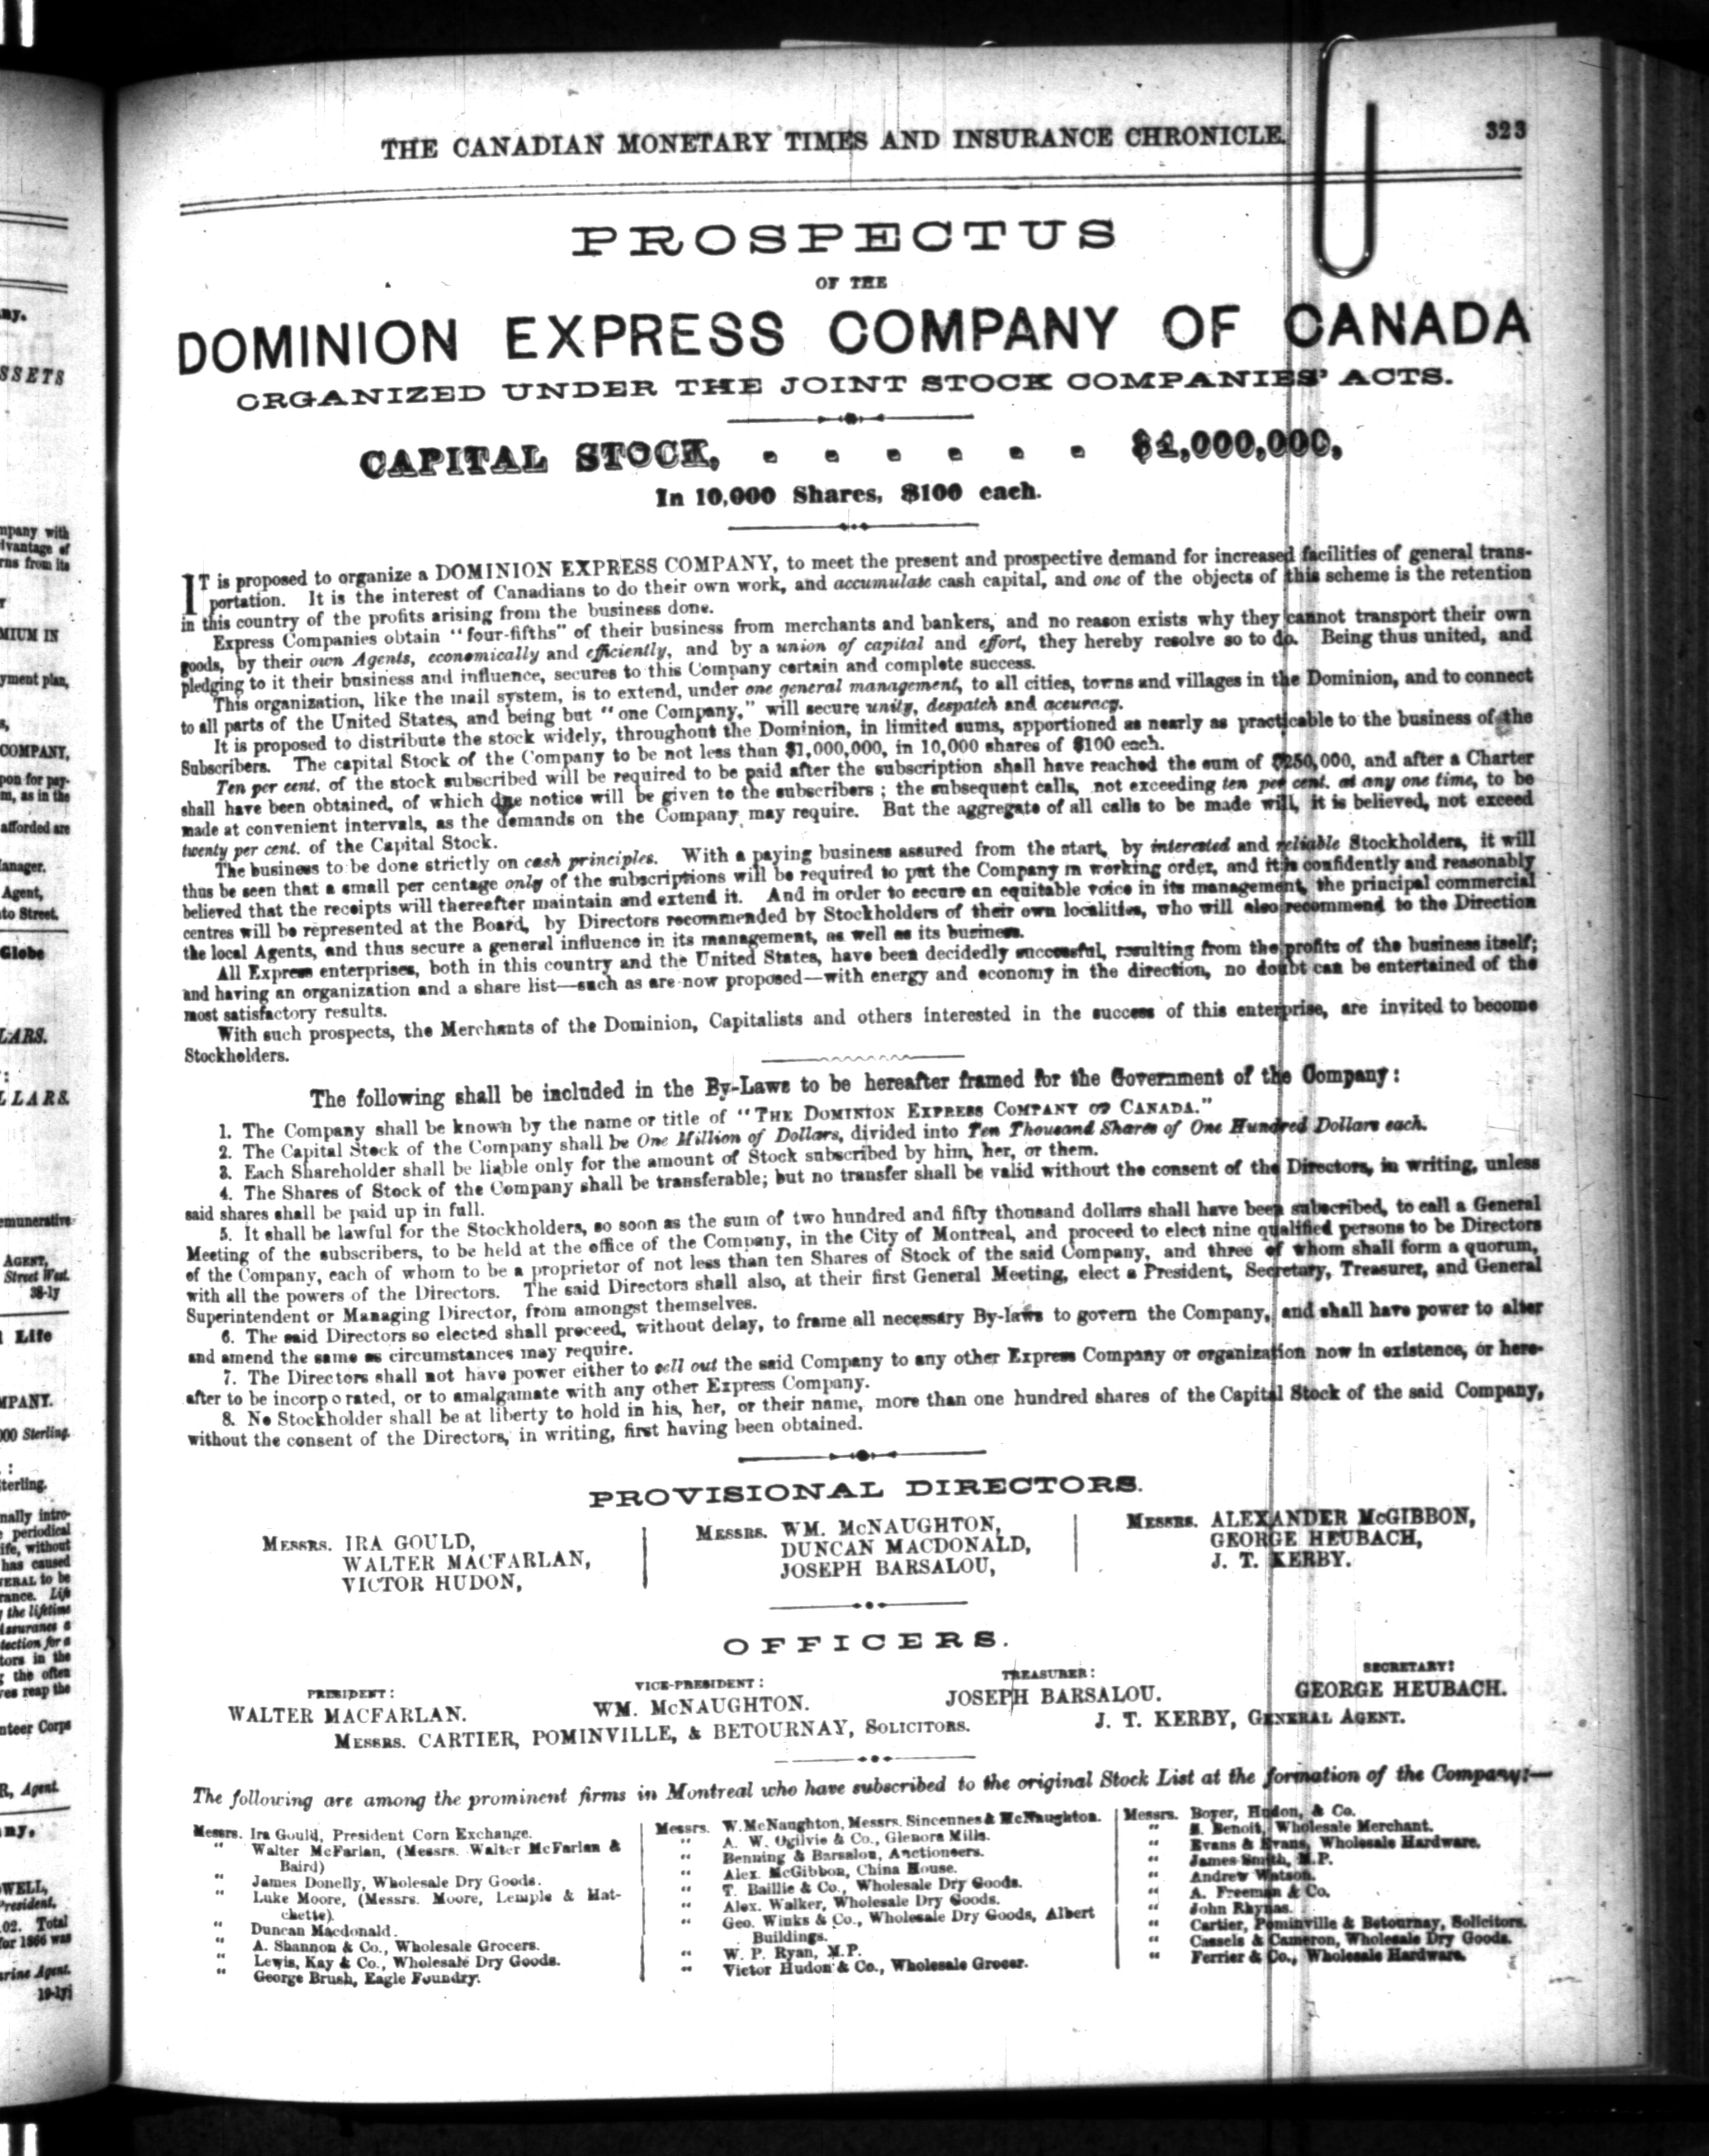 THE CANADIAN MONETARY TIMES AND INSURANCE CHRONICLE.
323
PROSPECTUS
OF THE
DOMINION EXPRESS COMPANY OF CANADA
ORGANIZED UNDER THE JOINT STOCK COMPANIES' ACTS.
CAPITAL STOCK, - - - - - - $1,000,000,
In 10,000 Shares, $100 each.
IT is proposed to organize a DOMINION EXPRESS COMPANY, to meet the present and prospective demand for increased facilities of general trans-
portation. It is the interest of Canadians to do their own work, and accumulate cash capital, and one of the objects of this scheme is the retention
in this country of the profits arising from the business done.
Express Companies obtain "four-fifths" of their business from merchants and bankers, and no reason exists why they cannot transport their own
goods, by their own Agents, economically and efficiently, and by a union of capital and effort, they hereby resolve so to do. Being thus united, and
pledging to it their business and influence, secures to this Company certain and complete success.
This organization, like the mail system, is to extend, under one general management, to all cities, towns and villages in the Dominion, and to connect
to all parts of the United States, and being but "one Company," will secure unity, despatch and accuracy.
It is proposed to distribute the stock widely, throughout the Dominion, in limited sums, apportioned as nearly as practicable to the business of the
Subscribers. The capital Stock of the Company to be not less than $1,000,000, in 10,000 shares of $100 each.
Ten per cent. of the stock subscribed will be required to be paid after the subscription shall have reached the sum of $250,000, and after a Charter
shall have been obtained, of which due notice will be given to the subscribers; the subsequent calls, not exceeding ten per cent. at any one time, to be
made at convenient intervals, as the demands on the Company may require. But the aggregate of all calls to be made will, it is believed, not exceed
twenty per cent. of the Capital Stock.
The business to be done strictly on cash principles. With a paying business assured from the start, by interested and reliable Stockholders, it will
thus be seen that a small per centage only of the subscriptions will be required to put the Company in working order, and it is confidently and reasonably
believed that the receipts will thereafter maintain and extend it. And in order to secure an equitable voice in its management, the principal commercial
centres will be represented at the Board, by Directors recommended by Stockholders of their own localities, who will also recommend to the Direction
the local Agents, and thus secure a general influence in its management, as well as its business.
All Express enterprises, both in this country and the United States, have been decidedly successful, resulting from the profits of the business itself;
and having an organization and a share list—such as are now proposed—with energy and economy in the direction, no doubt can be entertained of the
most satisfactory results.
With such prospects, the Merchants of the Dominion, Capitalists and others interested in the success of this enterprise, are invited to become
Stockholders.
The following shall be included in the By-Laws to be hereafter framed for the Government of the Company:
1. The Company shall be known by the name or title of "THE DOMINION EXPRESS COMPANY OF CANADA."
2. The Capital Stock of the Company shall be One Million of Dollars, divided into Ten Thousand Shares of One Hundred Dollars each.
3. Each Shareholder shall be liable only for the amount of Stock subscribed by him, her, or them.
4. The Shares of Stock of the Company shall be transferable; but no transfer shall be valid without the consent of the Directors, in writing, unless
said shares shall be paid up in full.
5. It shall be lawful for the Stockholders, so soon as the sum of two hundred and fifty thousand dollars shall have been subscribed, to call a General
Meeting of the subscribers, to be held at the office of the Company, in the City of Montreal, and proceed to elect nine qualified persons to be Directors
of the Company, each of whom to be a proprietor of not less than ten Shares of Stock of the said Company, and three of whom shall form a quorum,
with all the powers of the Directors. The said Directors shall also, at their first General Meeting, elect a President, Secretary, Treasurer, and General
Superintendent or Managing Director, from amongst themselves.
6. The said Directors so elected shall proceed, without delay, to frame all necessary By-laws to govern the Company, and shall have power to alter
and amend the same as circumstances may require.
7. The Directors shall not have power either to sell out the said Company to any other Express Company or organization now in existence, or here-
after to be incorporated, or to amalgamate with any other Express Company.
8. No Stockholder shall be at liberty to hold in his, her, or their name, more than one hundred shares of the Capital Stock of the said Company,
without the consent of the Directors, in writing, first having been obtained.
PROVISIONAL DIRECTORS.
MESSRS. IRA GOULD,
WALTER MACFARLAN,
VICTOR HUDON,
MESSRS. WM. McNAUGHTON,
DUNCAN MACDONALD,
JOSEPH BARSALOU,
MESSRS. ALEXANDER McGIBBON,
GEORGE HEUBACH,
J. T. KERBY.
OFFICERS.
PRESIDENT:
WALTER MACFARLAN.
VICE-PRESIDENT:
WM. McNAUGHTON.
TREASURER:
JOSEPH BARSALOU.
SECRETARY:
GEORGE HEUBACH.
MESSRS. CARTIER, POMINVILLE, & BETOURNAY, SOLICITORS.
J. T. KERBY, GENERAL AGENT.
The following are among the prominent firms in Montreal who have subscribed to the original Stock List at the formation of the Company:—
Messrs. Ira Gould, President Corn Exchange.
" Walter McFarlan, (Messrs. Walter McFarlan &
Baird)
" James Donelly, Wholesale Dry Goods.
" Luke Moore, (Messrs. Moore, Lemple & Hat-
chette).
" Duncan Macdonald.
" A. Shannon & Co., Wholesale Grocers.
" Lewis, Kay & Co., Wholesale Dry Goods.
" George Brush, Eagle Foundry.
Messrs. W. McNaughton, Messrs. Sincennes & McNaughton.
" A. W. Ogilvie & Co., Glenora Mills.
" Benning & Barsalou, Auctioneers.
" Alex. McGibbon, China House.
" T. Baillie & Co., Wholesale Dry Goods.
" Alex. Walker, Wholesale Dry Goods.
" Geo. Winks & Co., Wholesale Dry Goods, Albert
Buildings.
" W. P. Ryan, M.P.
" Victor Hudon & Co., Wholesale Grocer.
Messrs. Boyer, Hudon, & Co.
" Benoit, Wholesale Merchant.
" Evans & Evans, Wholesale Hardware.
" James Smith, M.P.
" Andrew Watson.
" A. Freeman & Co.
" John Rhynas.
" Cartier, Pominville & Betournay, Solicitors.
" Cassels & Cameron, Wholesale Dry Goods.
" Ferrier & Co., Wholesale Hardware.